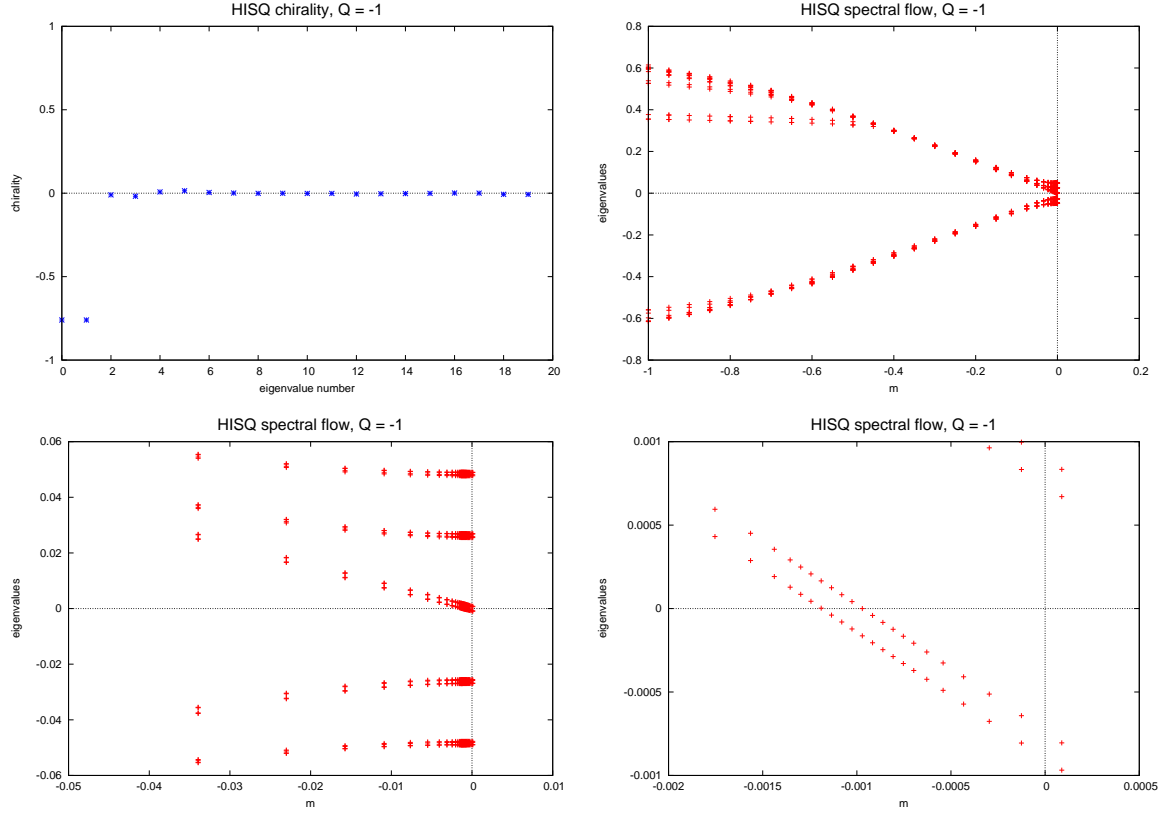 HISQ chirality, Q = -1
1
0.5
0
-0.5
-1
chirality
0 2 4 6 8 10 12 14 16 18 20
eigenvalue number
HISQ spectral flow, Q = -1
0.8
0.6
0.4
0.2
0
-0.2
-0.4
-0.6
-0.8
eigenvalues
-1 -0.8 -0.6 -0.4 -0.2 0 0.2
m
HISQ spectral flow, Q = -1
0.06
0.04
0.02
0
-0.02
-0.04
-0.06
eigenvalues
-0.05 -0.04 -0.03 -0.02 -0.01 0 0.01
m
HISQ spectral flow, Q = -1
0.001
0.0005
0
-0.0005
-0.001
eigenvalues
-0.002 -0.0015 -0.001 -0.0005 0 0.0005
m